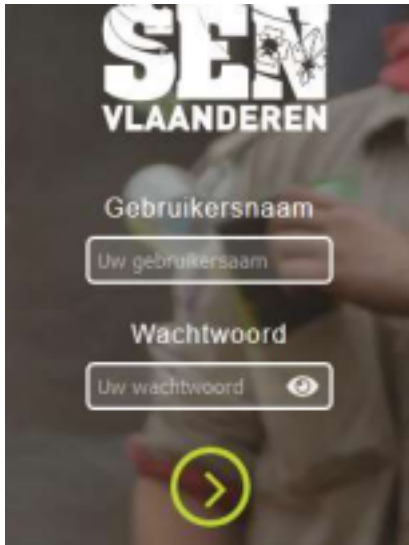 SEN
VLAANDEREN
Gebruikersnaam
Uw gebruikersaam
Wachtwoord
Uw wachtwoord